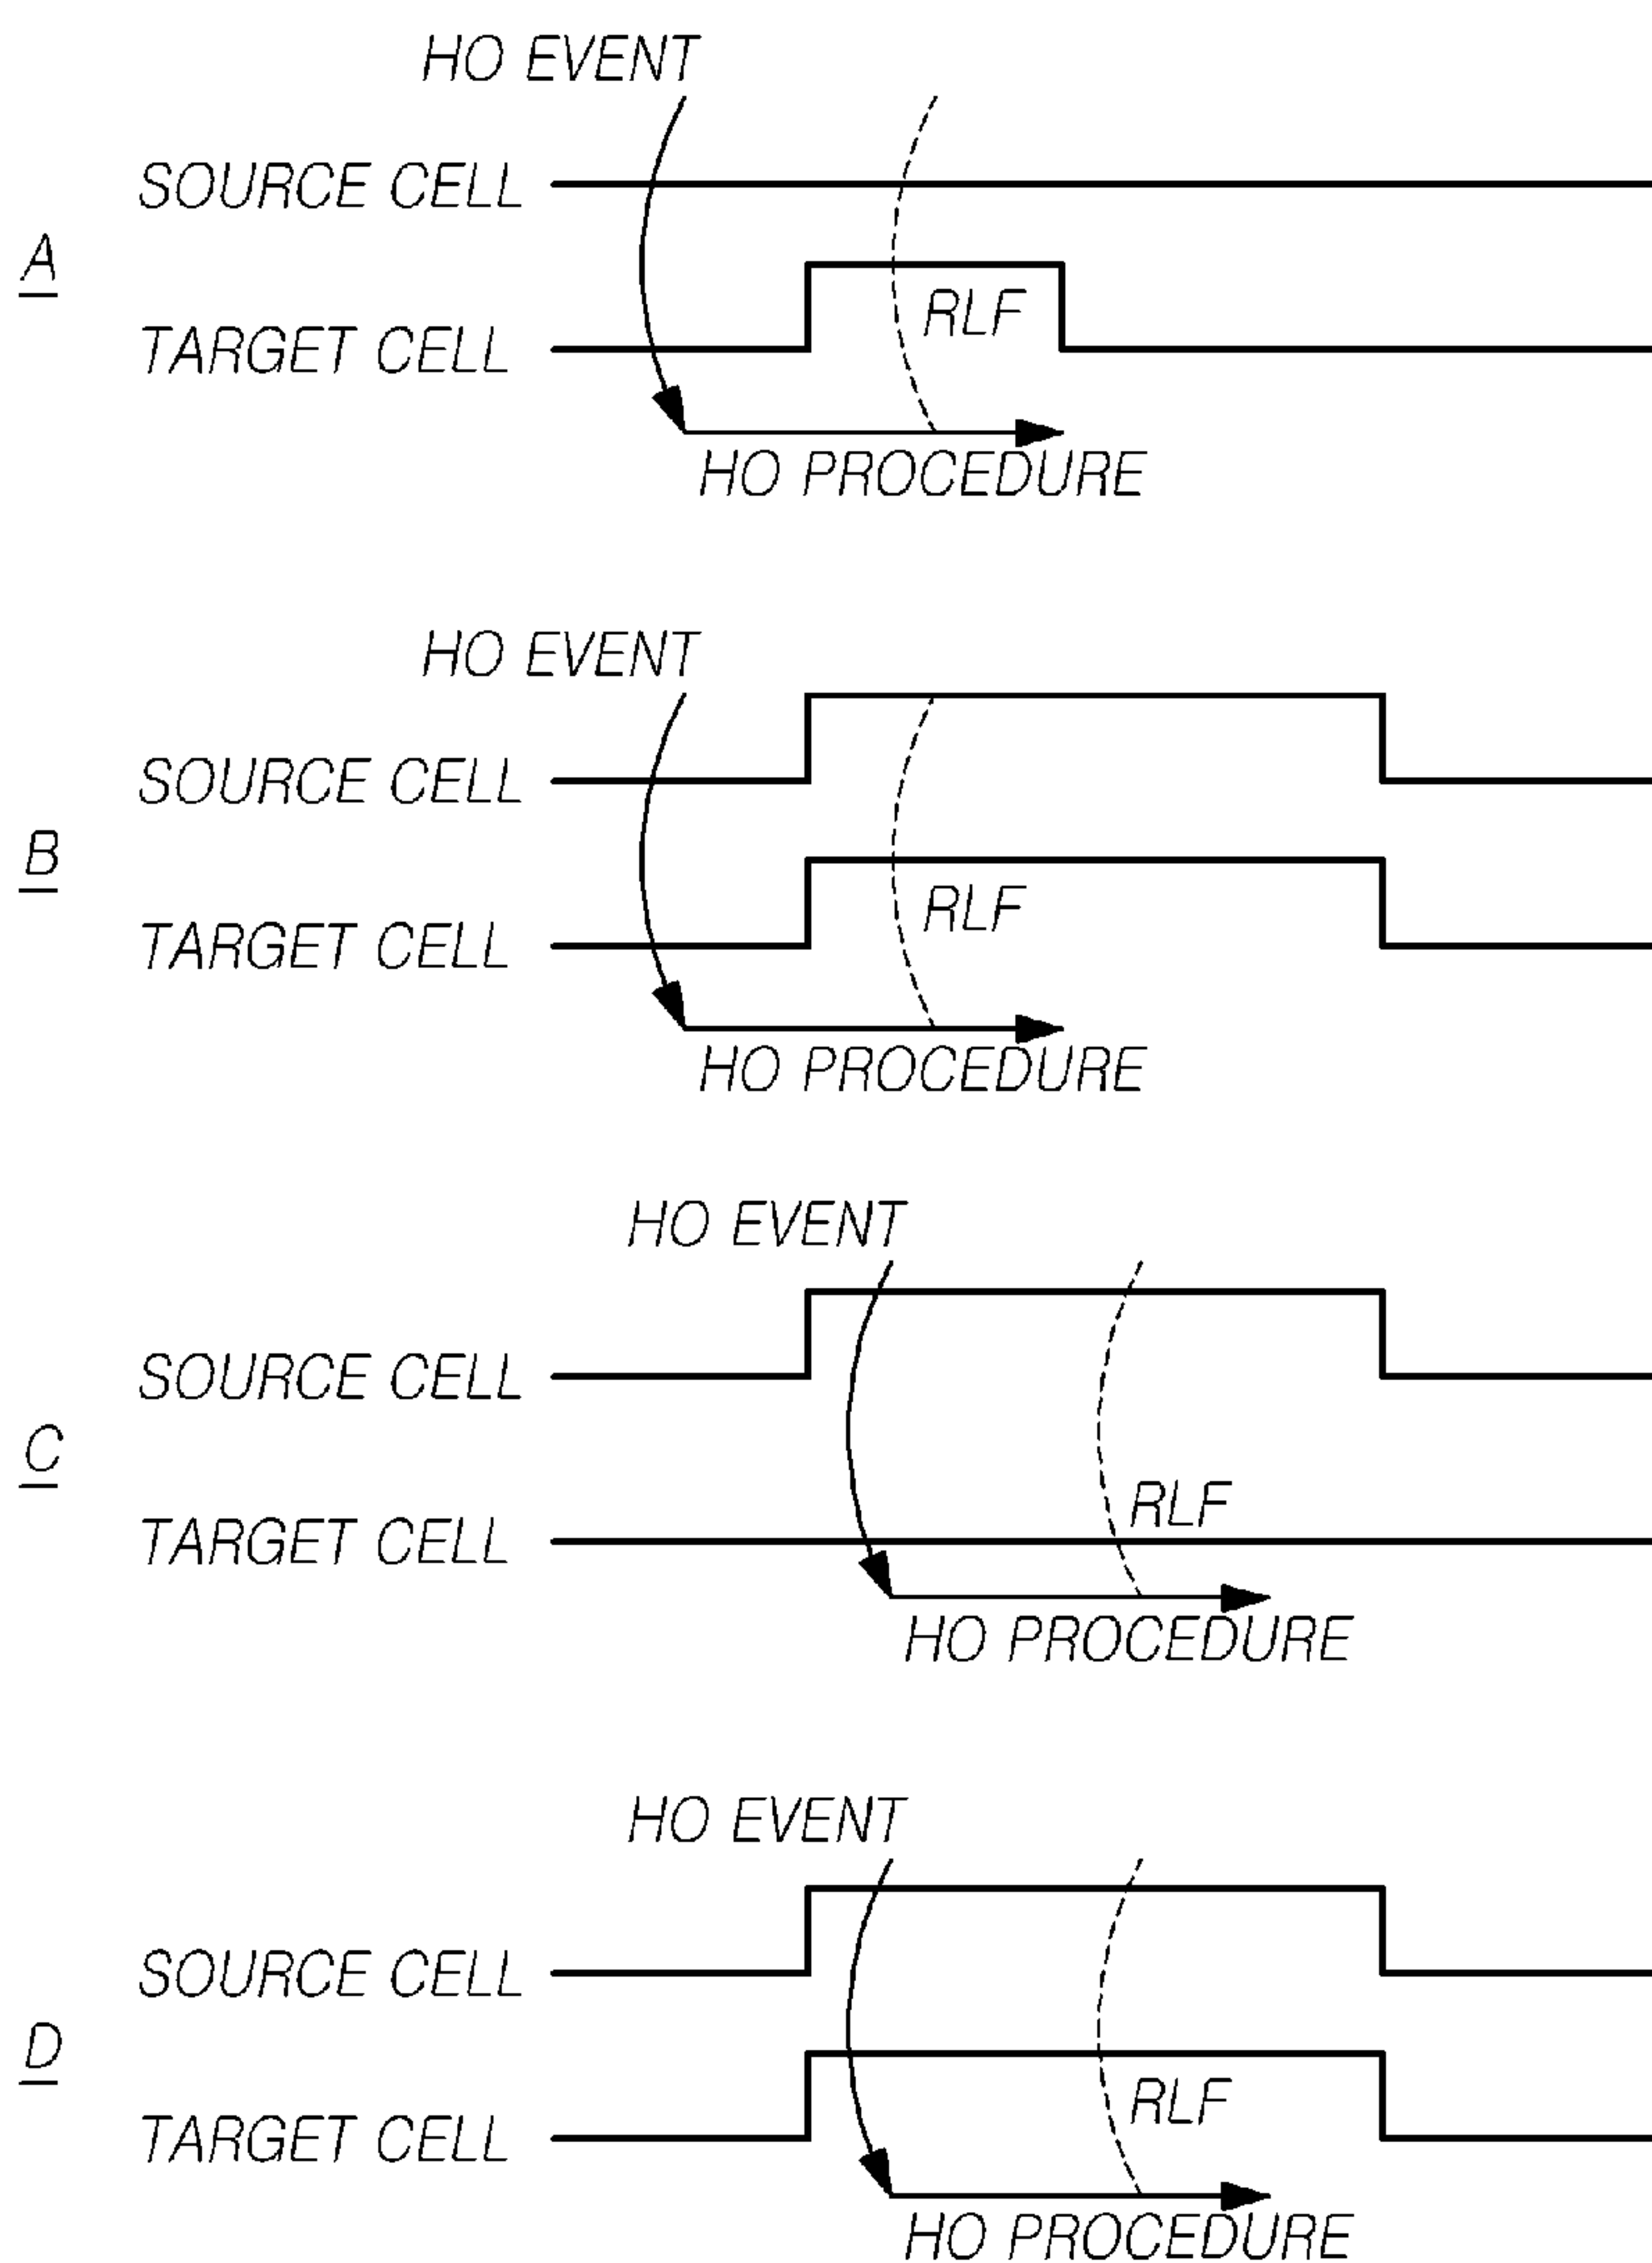 HO EVENT
SOURCE CELL
A
RLF
TARGET CELL
HO PROCEDURE
HO EVENT
SOURCE CELL
B
RLF
TARGET CELL
HO PROCEDURE
HO EVENT
SOURCE CELL
C
RLF
TARGET CELL
HO PROCEDURE
HO EVENT
SOURCE CELL
D
RLF
TARGET CELL
HO PROCEDURE